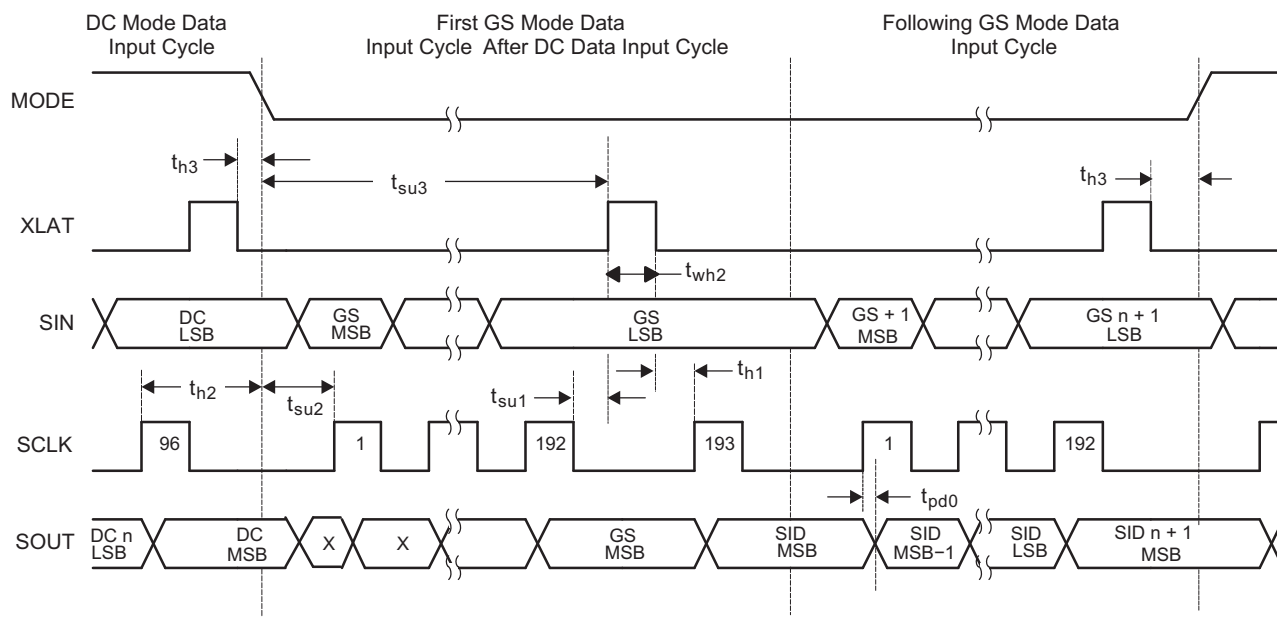 DC Mode Data
Input Cycle
First GS Mode Data
Input Cycle After DC Data Input Cycle
Following GS Mode Data
Input Cycle
MODE
th3
tsu3
th3
XLAT
twh2
SIN
DC
LSB
GS
MSB
GS
LSB
GS + 1
MSB
GS n + 1
LSB
th2
tsu2
tsu1
th1
SCLK
96
1
192
193
1
192
tpd0
SOUT
DC n
LSB
DC
MSB
X
X
GS
MSB
SID
MSB
SID
MSB−1
SID
LSB
SID n + 1
MSB